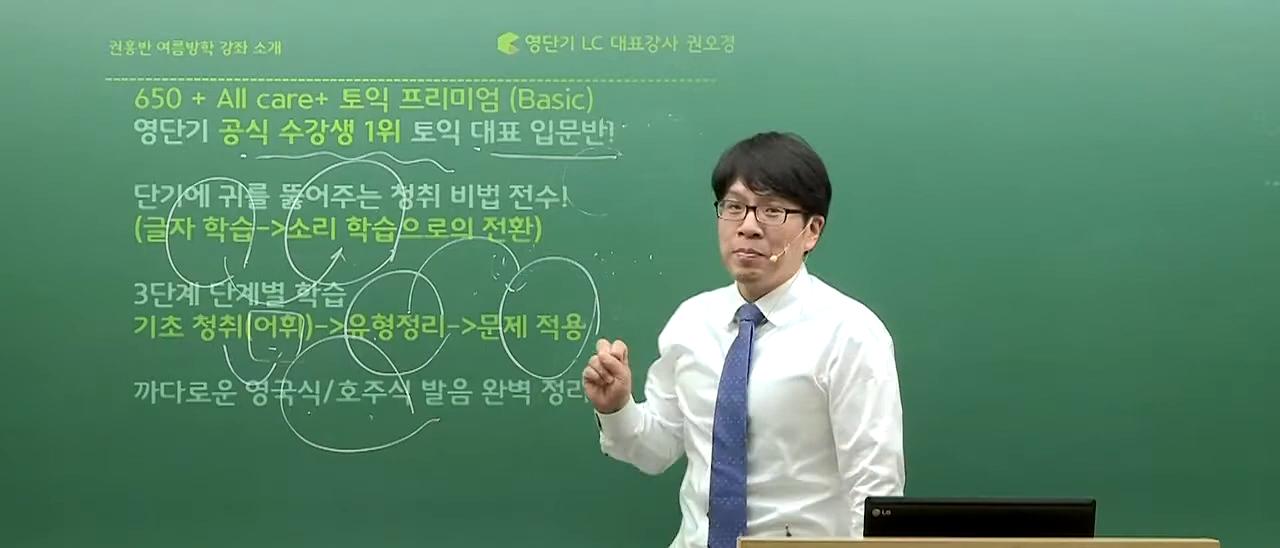 권흥반 여름방학 강좌 소개
영단기 LC 대표강사 권오경
650 + All care+ 토익 프리미엄 (Basic)
영단기 공식 수강생 1위 토익 대표 입문반!
단기에 귀를 뚫어주는 청취 비법 전수!
(글자 학습->소리 학습으로의 전환)
3단계 단계별 학습
기초 청취(어휘)->유형정리->문제 적용
까다로운 영국식/호주식 발음 완벽 정리
LG